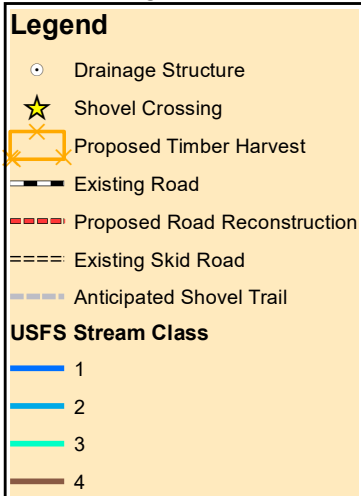 Legend
Drainage Structure
Shovel Crossing
Proposed Timber Harvest
Existing Road
Proposed Road Reconstruction
Existing Skid Road
Anticipated Shovel Trail
USFS Stream Class
1
2
3
4